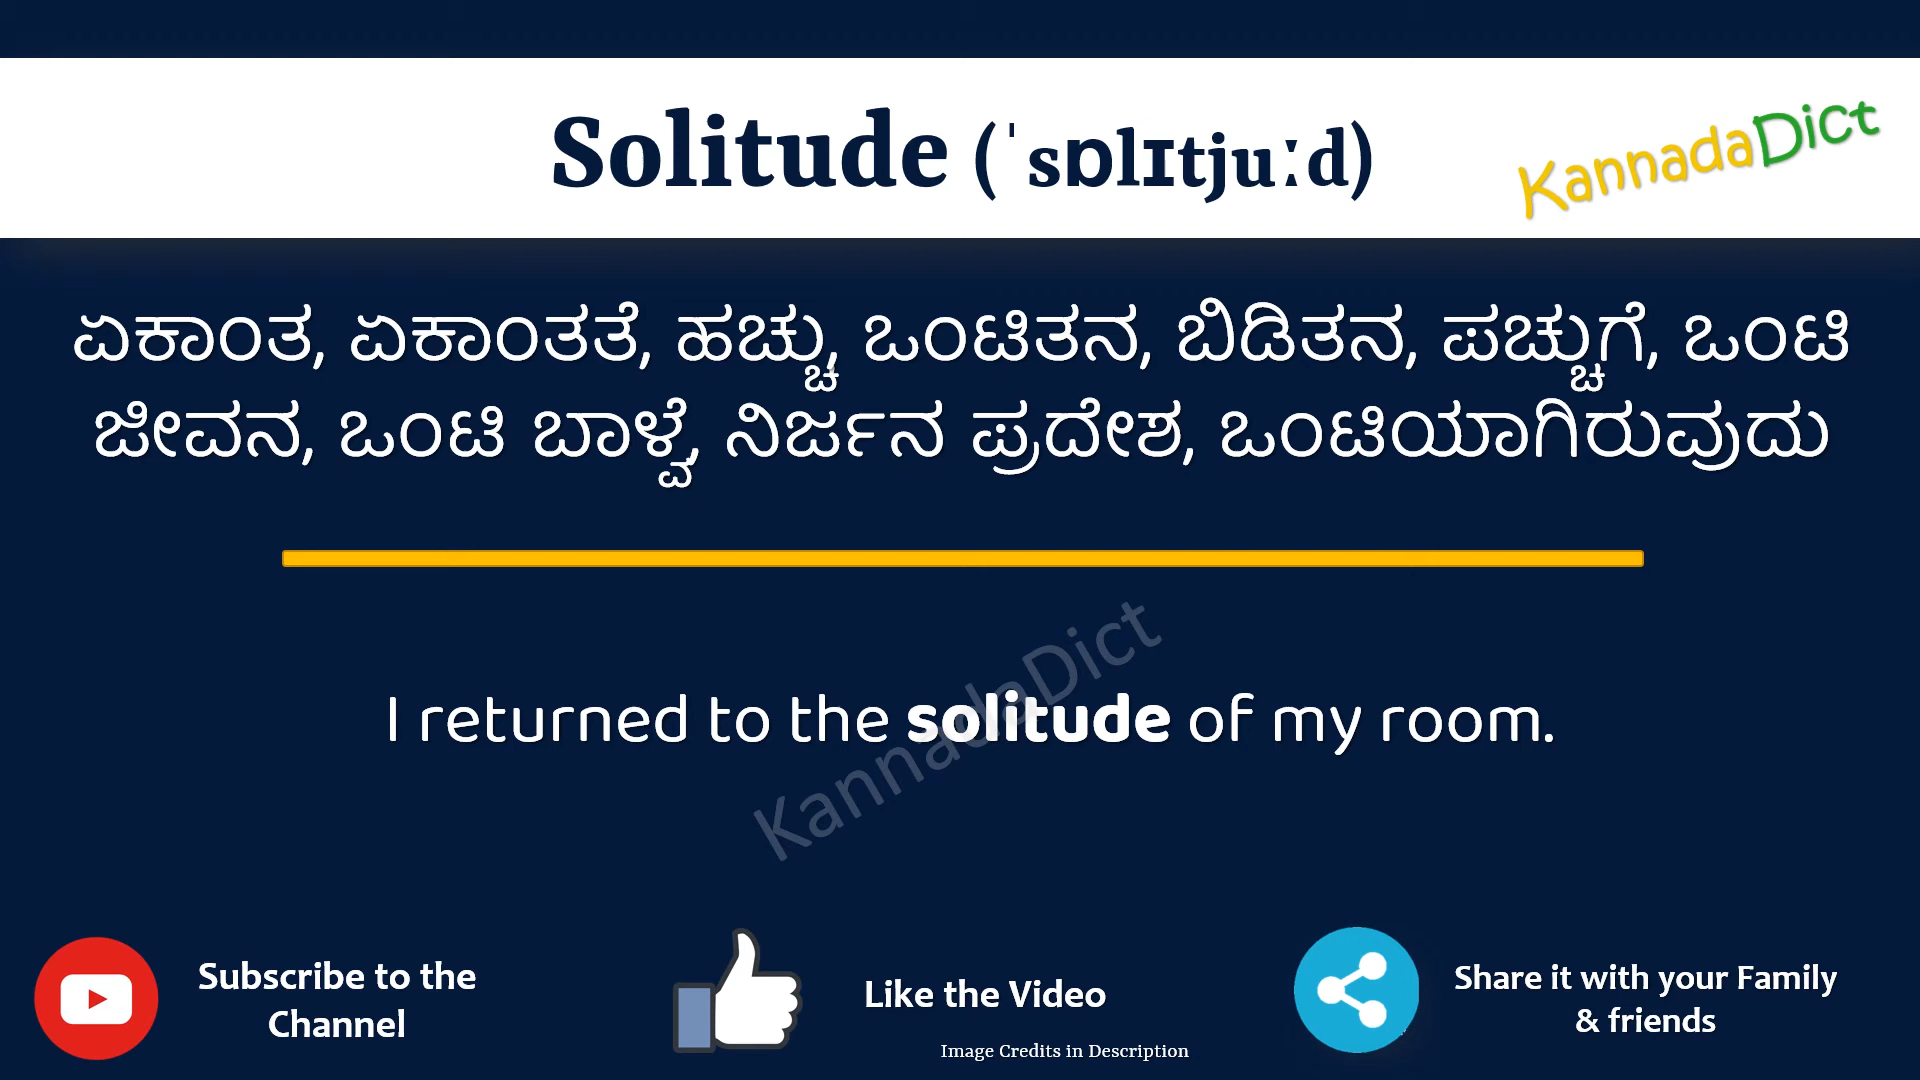 Solitude (ˈsɒlɪtjuːd)
KannadaDict
ಏಕಾಂತ, ಏಕಾಂತತೆ, ಹಚ್ಚು, ಒಂಟಿತನ, ಬಿಡಿತನ, ಪಚ್ಚುಗೆ, ಒಂಟಿ
ಜೀವನ, ಒಂಟಿ ಬಾಳ್ವೆ, ನಿರ್ಜನ ಪ್ರದೇಶ, ಒಂಟಿಯಾಗಿರುವುದು
I returned to the solitude of my room.
KannadaDict
Subscribe to the
Channel
Like the Video
Share it with your Family
& friends
Image Credits in Description